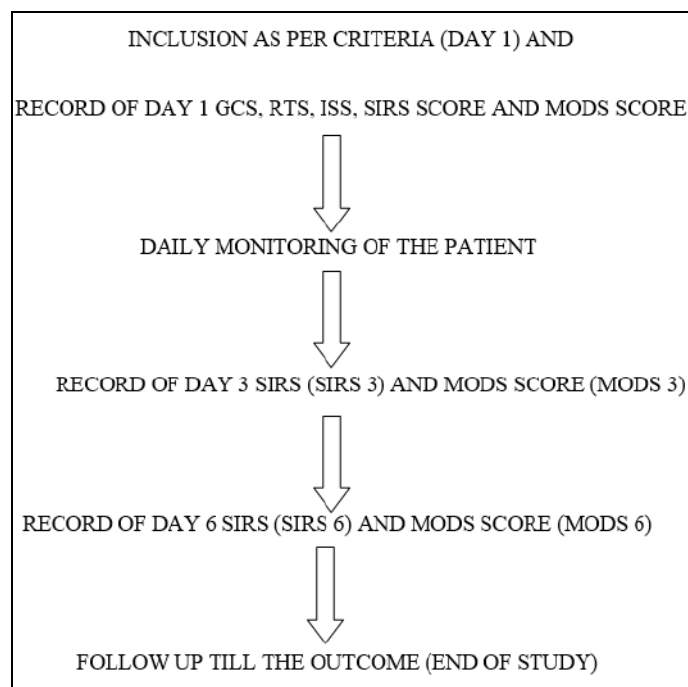 INCLUSION AS PER CRITERIA (DAY 1) AND
RECORD OF DAY 1 GCS, RTS, ISS, SIRS SCORE AND MODS SCORE
DAILY MONITORING OF THE PATIENT
RECORD OF DAY 3 SIRS (SIRS 3) AND MODS SCORE (MODS 3)
RECORD OF DAY 6 SIRS (SIRS 6) AND MODS SCORE (MODS 6)
FOLLOW UP TILL THE OUTCOME (END OF STUDY)